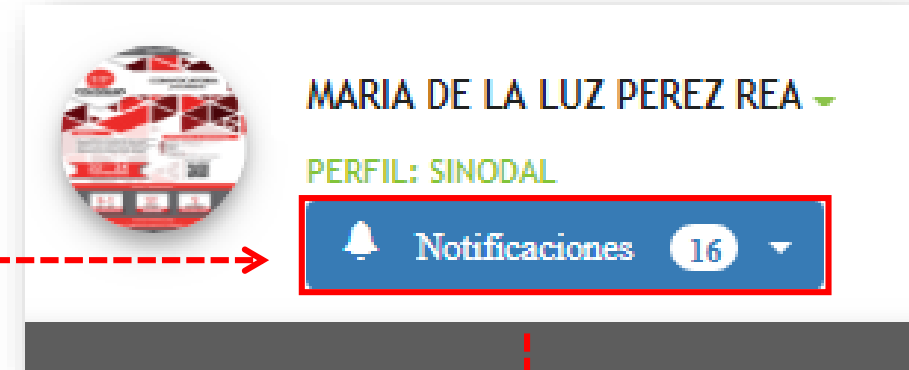 MARIA DE LA LUZ PEREZ REA
PERFIL: SINODAL
Notificaciones 16